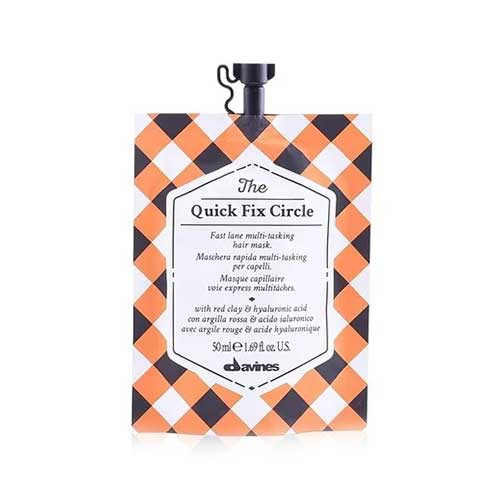 The
Quick Fix Circle
Fast lane multi-tasking
hair mask.
Maschera rapida multi-tasking
per capelli.
Masque capillaire
voie express multitâches.
with red clay & hyaluronic acid
con argilla rossa & acido ialuronico
avec argile rouge & acide hyaluronique
50 ml ℮ 1.69 fl. oz. U.S.
davines